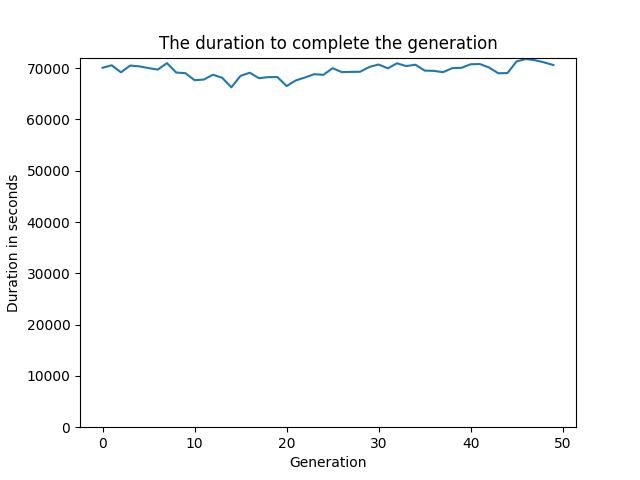 The duration to complete the generation
70000
60000
50000
40000
30000
20000
10000
0
Duration in seconds
0 10 20 30 40 50
Generation